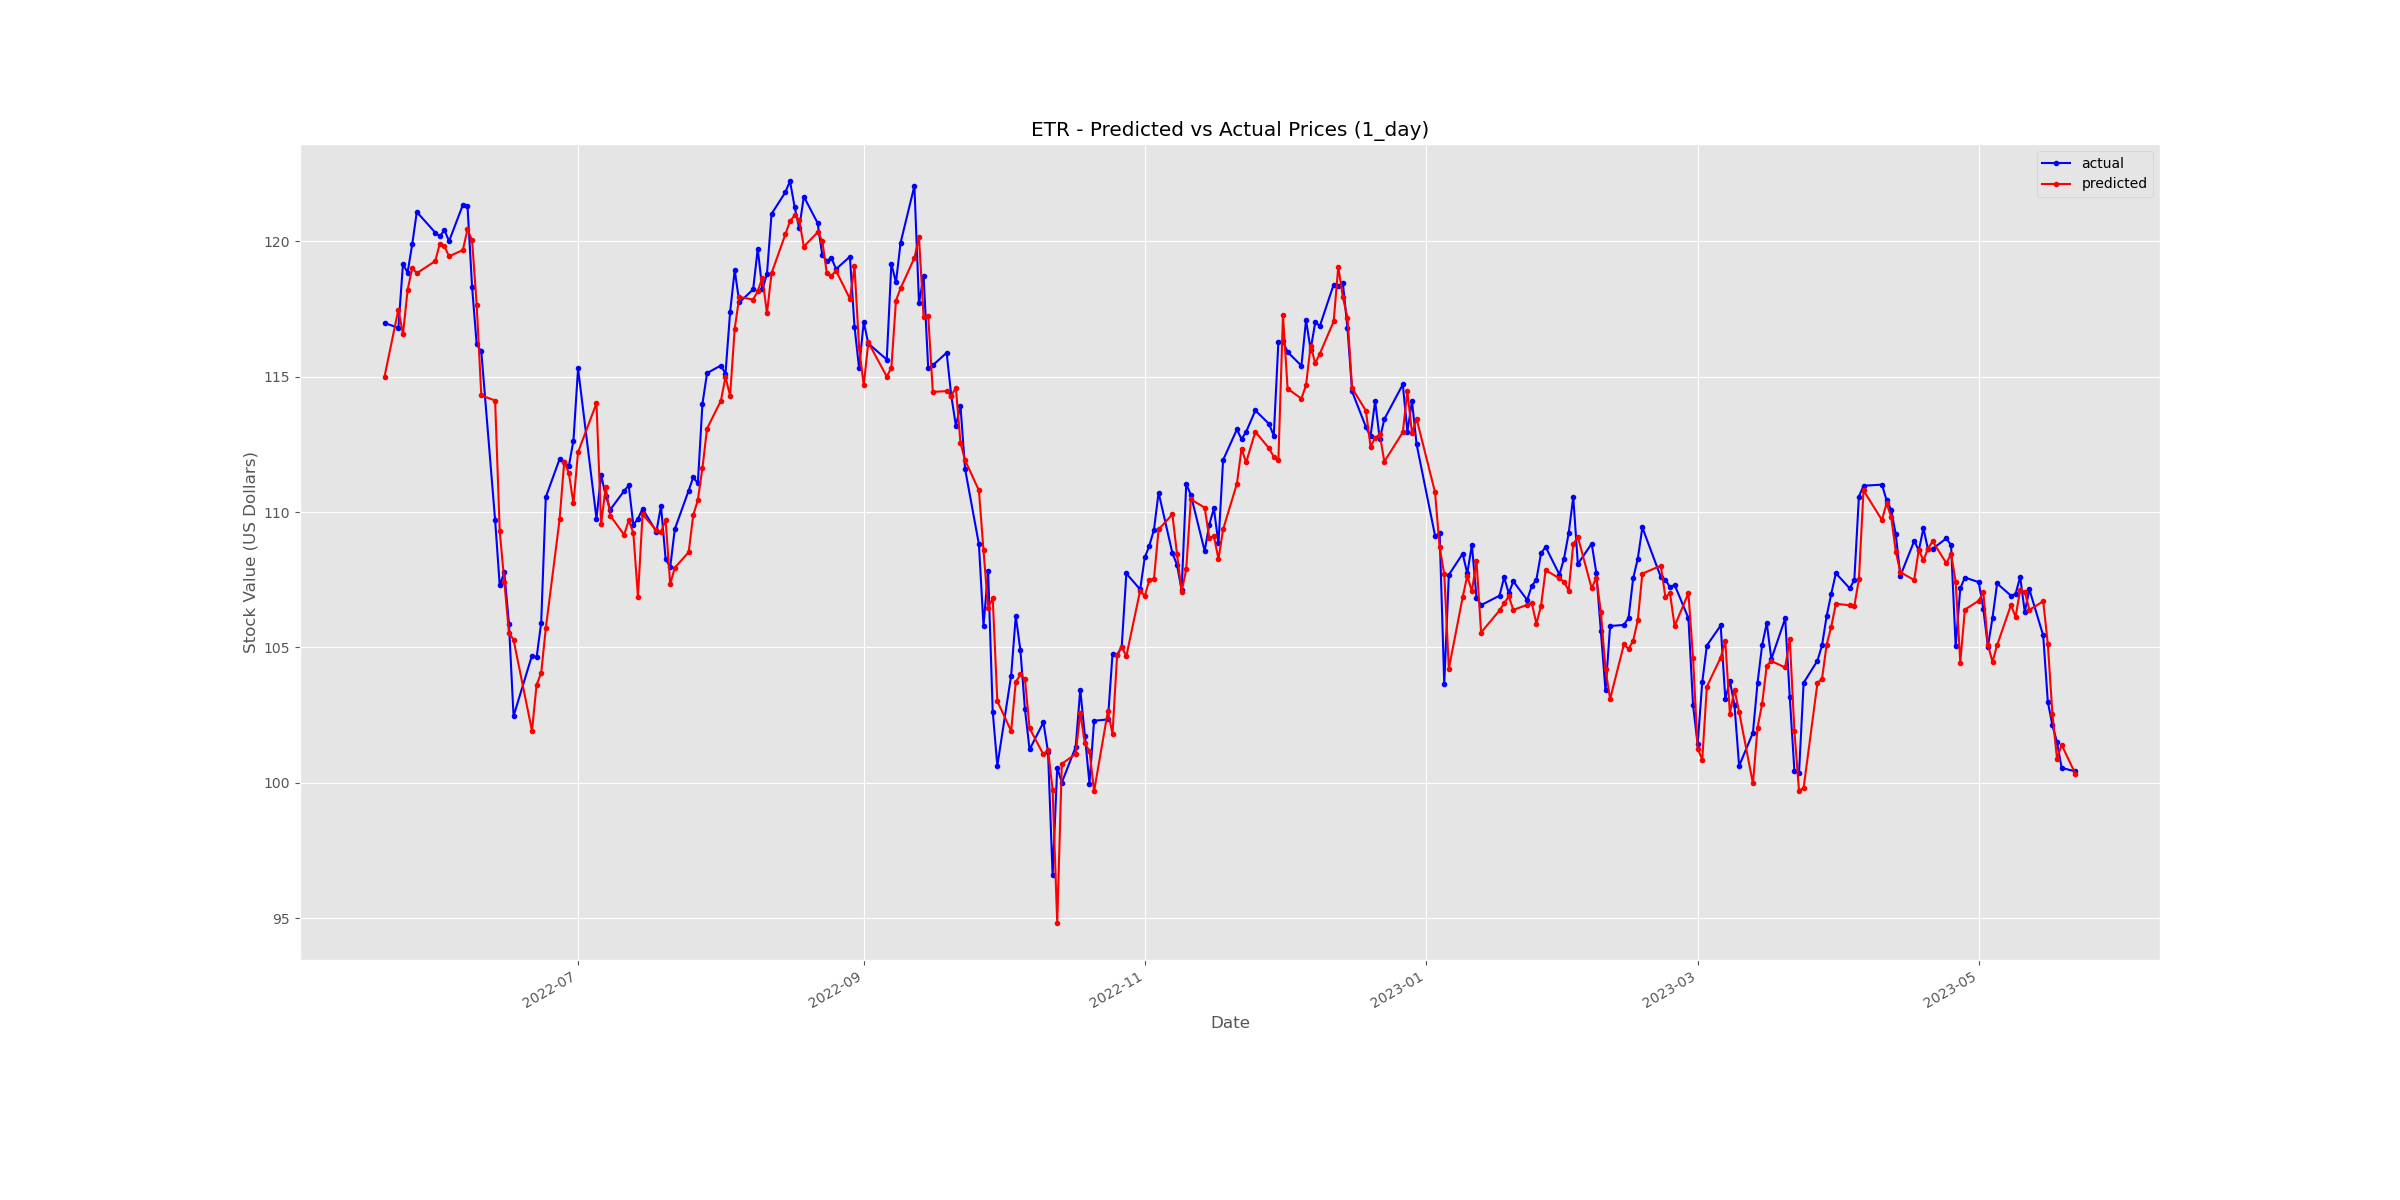 ETR - Predicted vs Actual Prices (1_day)
actual
predicted
Stock Value (US Dollars)
120
115
110
105
100
95
2022-07
2022-09
2022-11
2023-01
2023-03
2023-05
Date